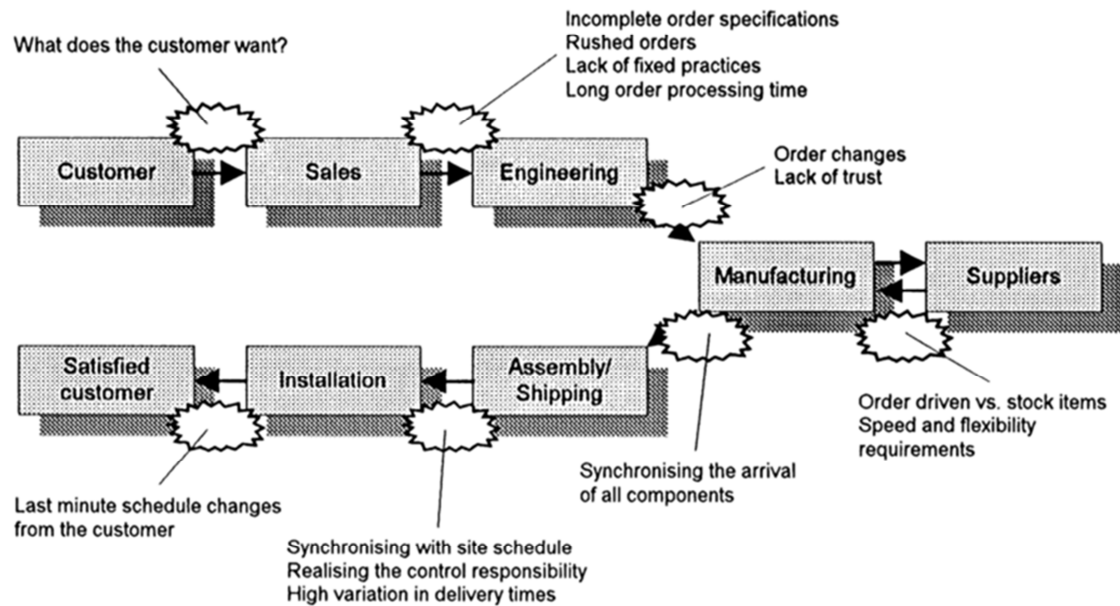 What does the customer want?
Incomplete order specifications
Rushed orders
Lack of fixed practices
Long order processing time
Customer
Sales
Engineering
Order changes
Lack of trust
Manufacturing
Suppliers
Satisfied
customer
Installation
Assembly/
Shipping
Order driven vs. stock items
Speed and flexibility
requirements
Synchronising the arrival
of all components
Last minute schedule changes
from the customer
Synchronising with site schedule
Realising the control responsibility
High variation in delivery times